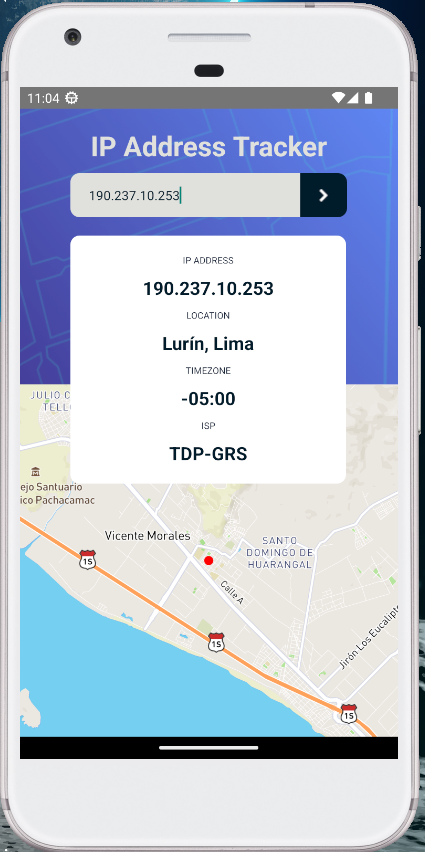 11:04
IP Address Tracker
190.237.10.253
IP ADDRESS
190.237.10.253
LOCATION
Lurín, Lima
TIMEZONE
-05:00
ISP
TDP-GRS
JULIO C
TELL
ejo Santuario
ico Pachacamac
Vicente Morales
SANTO
DOMINGO DE
HUARANGAL
15
Calle A
15
Jirón Los Eucalipt
15